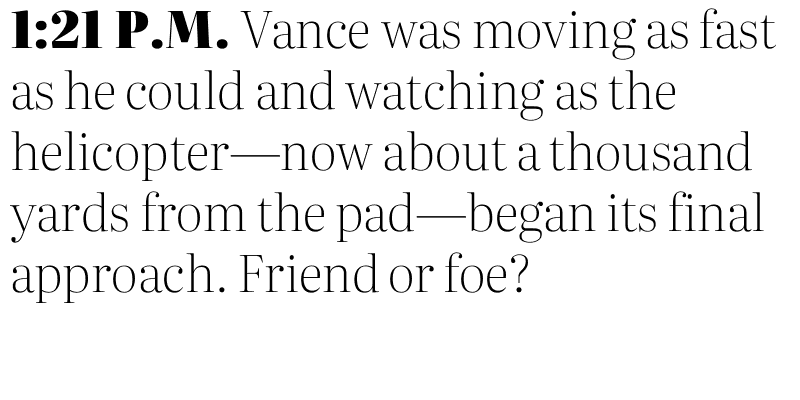 1:21 P.M. Vance was moving as fast
as he could and watching as the
helicopter—now about a thousand
yards from the pad—began its final
approach. Friend or foe?